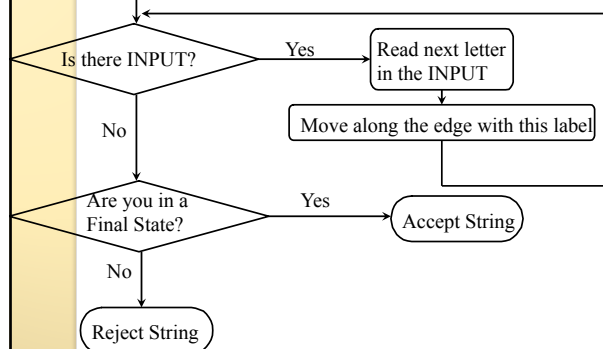 Is there INPUT?
Yes
Read next letter
in the INPUT
No
Move along the edge with this label
Are you in a
Final State?
Yes
Accept String
No
Reject String